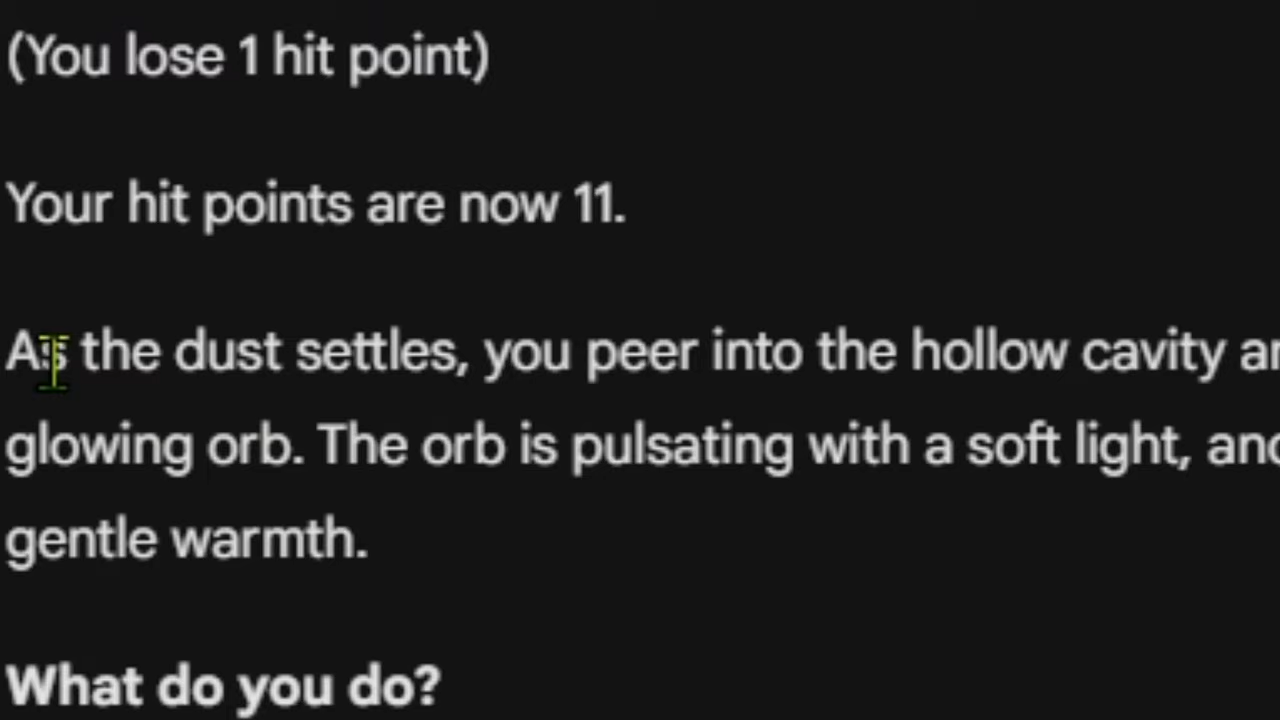 (You lose 1 hit point)
Your hit points are now 11.
As the dust settles, you peer into the hollow cavity
glowing orb. The orb is pulsating with a soft light,
gentle warmth.
What do you do?